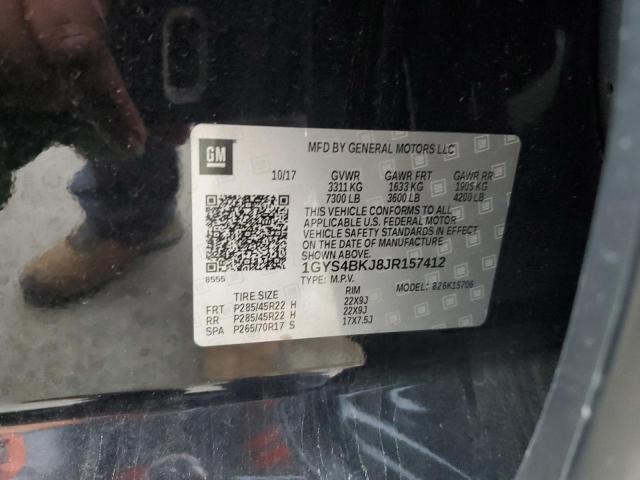 GM
MFD BY GENERAL MOTORS LLC
10/17 GVWR GAWR FRT GAWR RR
3311 KG 1633 KG 1905 KG
7300 LB 3600 LB 4200 LB
THIS VEHICLE CONFORMS TO ALL
APPLICABLE U.S. FEDERAL MOTOR
VEHICLE SAFETY STANDARDS IN EFFECT
ON THE DATE OF MANUFACTURE SHOWN ABOVE.
8555 1GYS4BKJ8JR157412
TYPE: M.P.V. MODEL: 826K15706
TIRE SIZE RIM
FRT P285/45R22 H 22X9J
RR P285/45R22 H 22X9J
SPA P265/70R17 S 17X7.5J